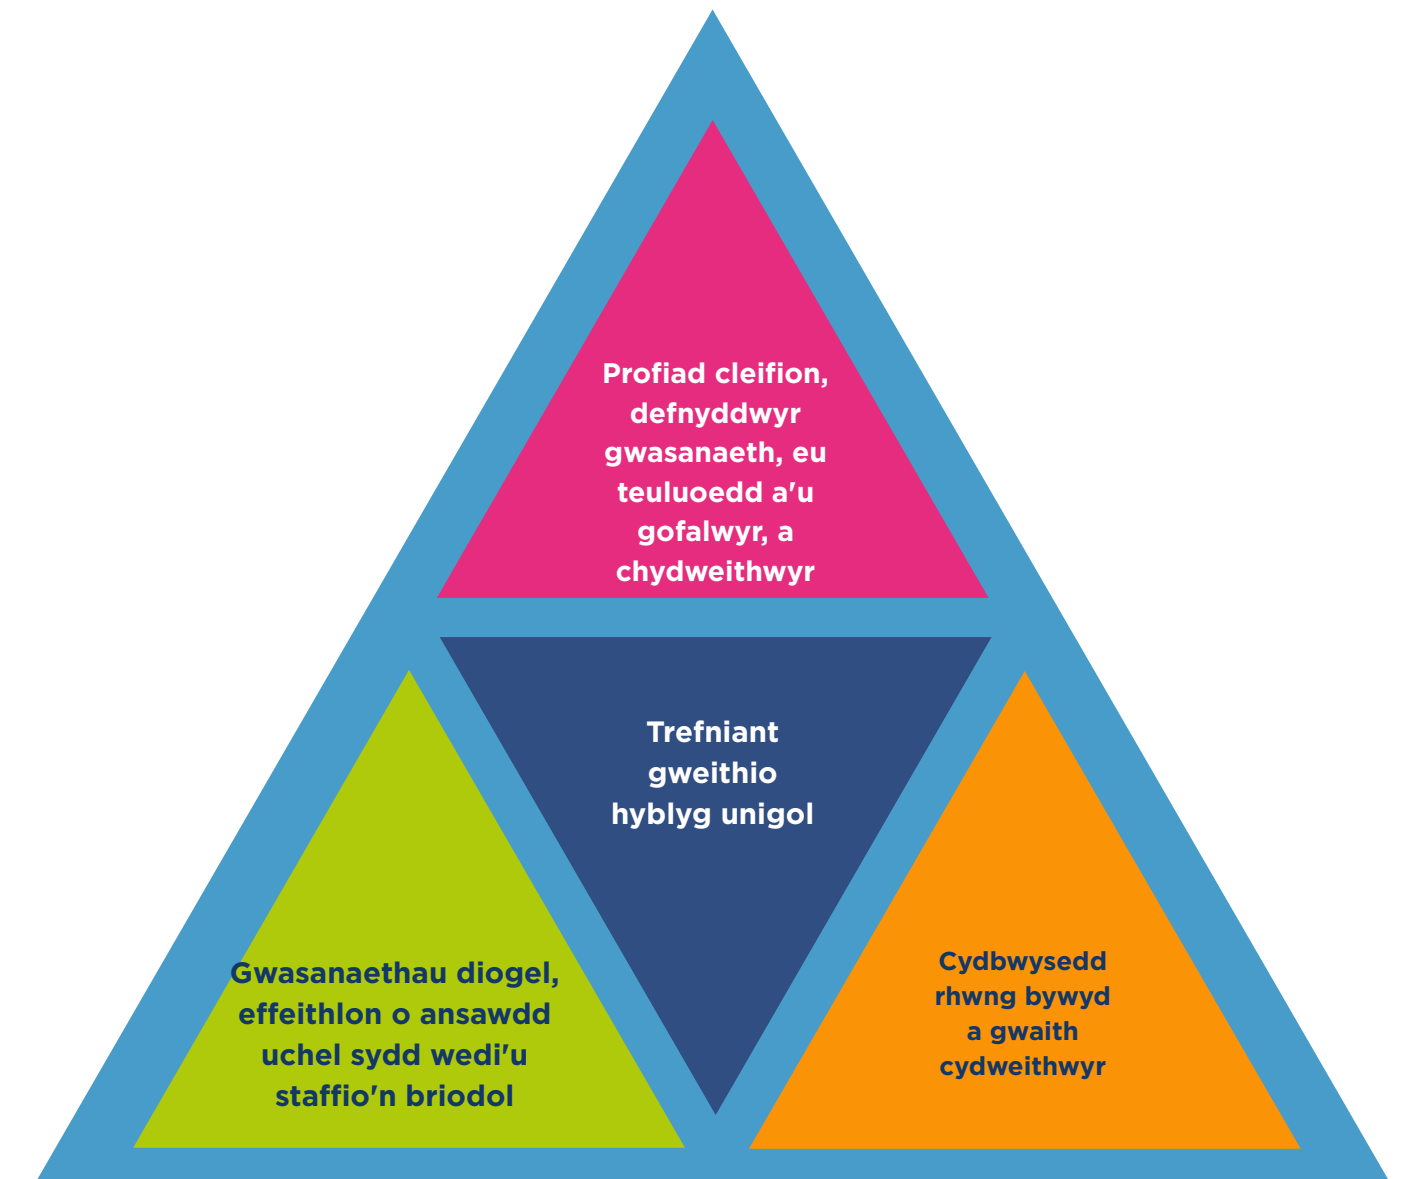 Profiad cleifion,
defnyddwyr
gwasanaeth, eu
teuluoedd a'u
gofalwyr, a
chydweithwyr
Trefniant
gweithio
hyblyg unigol
Gwasanaethau diogel,
effeithlon o ansawdd
uchel sydd wedi'u
staffio'n briodol
Cydbwysedd
rhwng bywyd
a gwaith
cydweithwyr